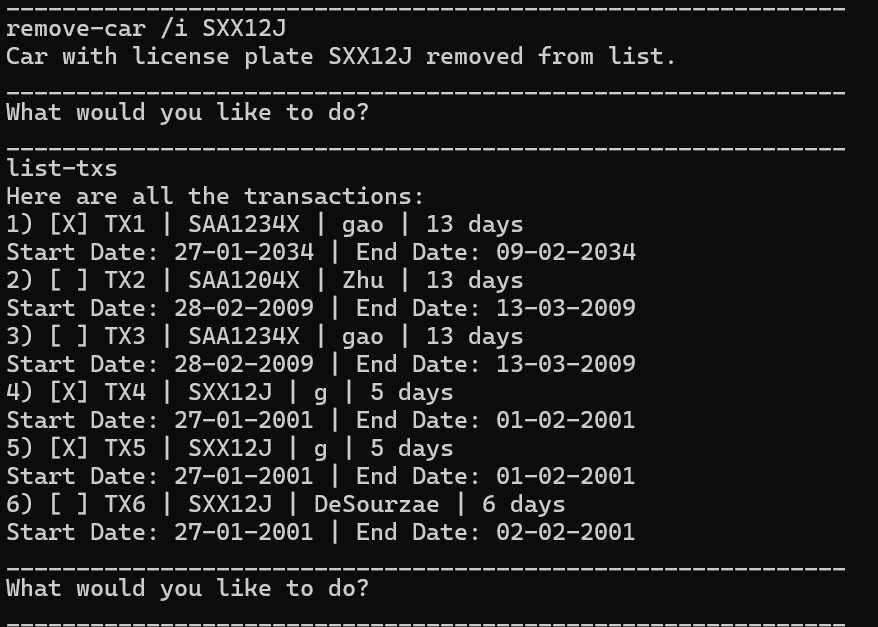 ____________________________________________________________
remove-car /i SXX12J
Car with license plate SXX12J removed from list.
____________________________________________________________
What would you like to do?
____________________________________________________________
list-txs
Here are all the transactions:
1) [X] TX1 | SAA1234X | gao | 13 days
Start Date: 27-01-2034 | End Date: 09-02-2034
2) [ ] TX2 | SAA1204X | Zhu | 13 days
Start Date: 28-02-2009 | End Date: 13-03-2009
3) [ ] TX3 | SAA1234X | gao | 13 days
Start Date: 28-02-2009 | End Date: 13-03-2009
4) [X] TX4 | SXX12J | g | 5 days
Start Date: 27-01-2001 | End Date: 01-02-2001
5) [X] TX5 | SXX12J | g | 5 days
Start Date: 27-01-2001 | End Date: 01-02-2001
6) [ ] TX6 | SXX12J | DeSourzae | 6 days
Start Date: 27-01-2001 | End Date: 02-02-2001
____________________________________________________________
What would you like to do?
____________________________________________________________